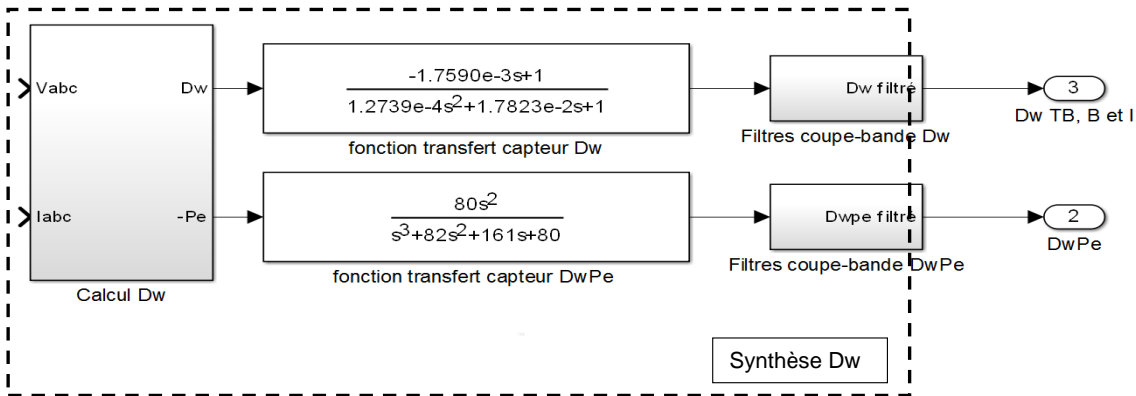 Vabc
Dw
Iabc
-Pe
Calcul Dw
-1.7590e-3s+1
1.2739e-4s²+1.7823e-2s+1
fonction transfert capteur Dw
80s²
s³+82s²+161s+80
fonction transfert capteur DwPe
Dw filtré
Filtres coupe-bande Dw
Dwpe filtré
Filtres coupe-bande DwPe
3
Dw TB, B et I
2
DwPe
Synthèse Dw